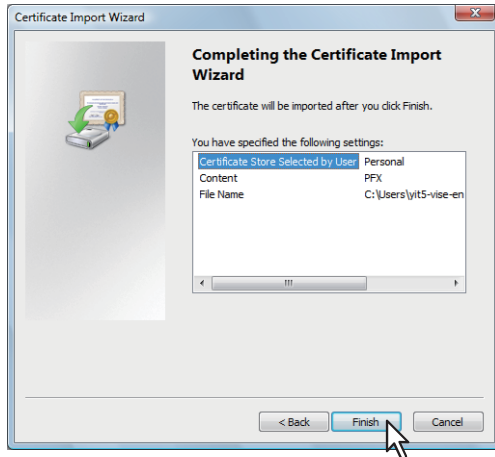 Certificate Import Wizard
Completing the Certificate Import
Wizard
The certificate will be imported after you click Finish.
You have specified the following settings:
Certificate Store Selected by User Personal
Content PFX
File Name C:\Users\yit5-vise-en
< Back Finish Cancel